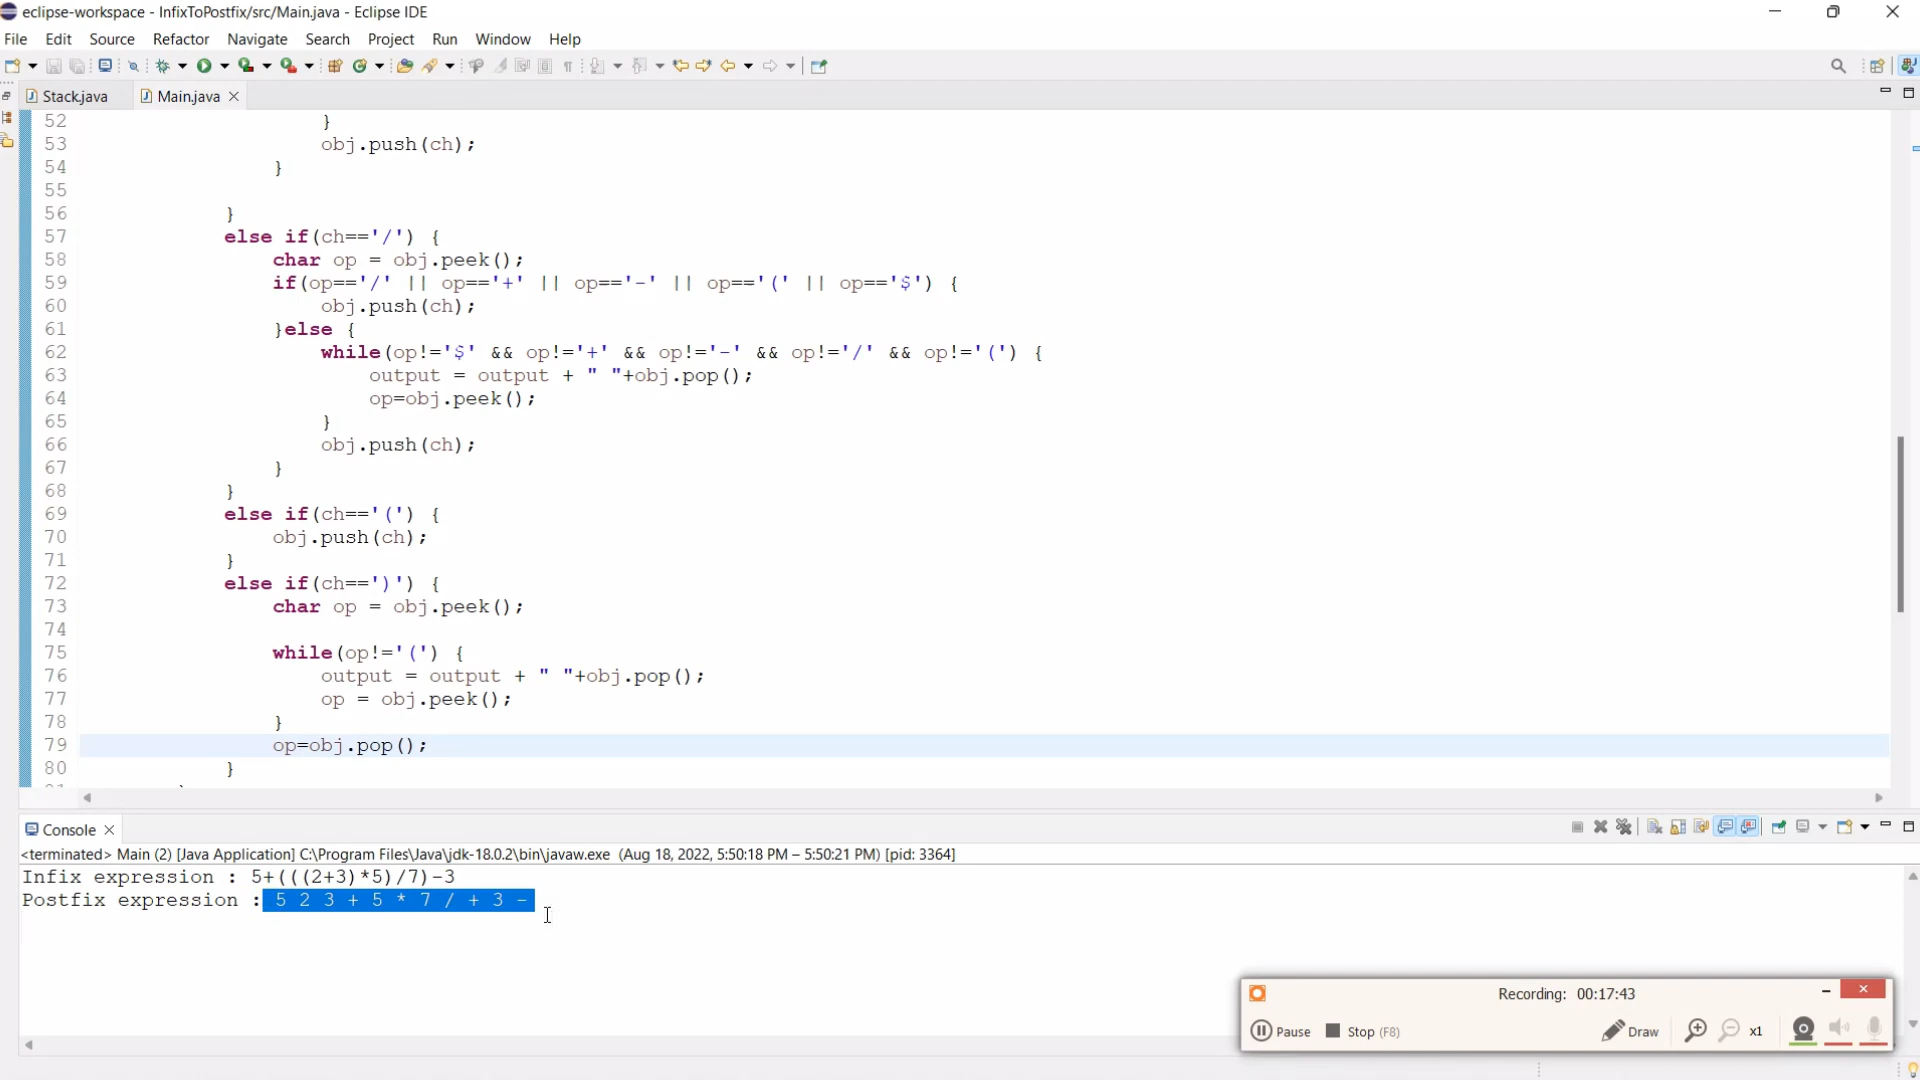 eclipse-workspace - InfixToPostfix/src/Main.java - Eclipse IDE
File Edit Source Refactor Navigate Search Project Run Window Help
Stack.java Main.java
52 }
53 obj.push(ch);
54 }
55
56 }
57 else if(ch=='/') {
58 char op = obj.peek();
59 if(op=='/' || op=='+' || op=='-' || op=='(' || op=='$') {
60 obj.push(ch);
61 }else {
62 while(op!='$' && op!='+' && op!='-' && op!='/' && op!='(') {
63 output = output + " "+obj.pop();
64 op=obj.peek();
65 }
66 obj.push(ch);
67 }
68 }
69 else if(ch=='(') {
70 obj.push(ch);
71 }
72 else if(ch==')') {
73 char op = obj.peek();
74
75 while(op!='(') {
76 output = output + " "+obj.pop();
77 op = obj.peek();
78 }
79 op=obj.pop();
80 }
Console
<terminated> Main (2) [Java Application] C:\Program Files\Java\jdk-18.0.2\bin\javaw.exe (Aug 18, 2022, 5:50:18 PM – 5:50:21 PM) [pid: 3364]
Infix expression : 5+(((2+3)*5)/7)-3
Postfix expression : 5 2 3 + 5 * 7 / + 3 -
Recording: 00:17:43
Pause Stop (F8) Draw x1